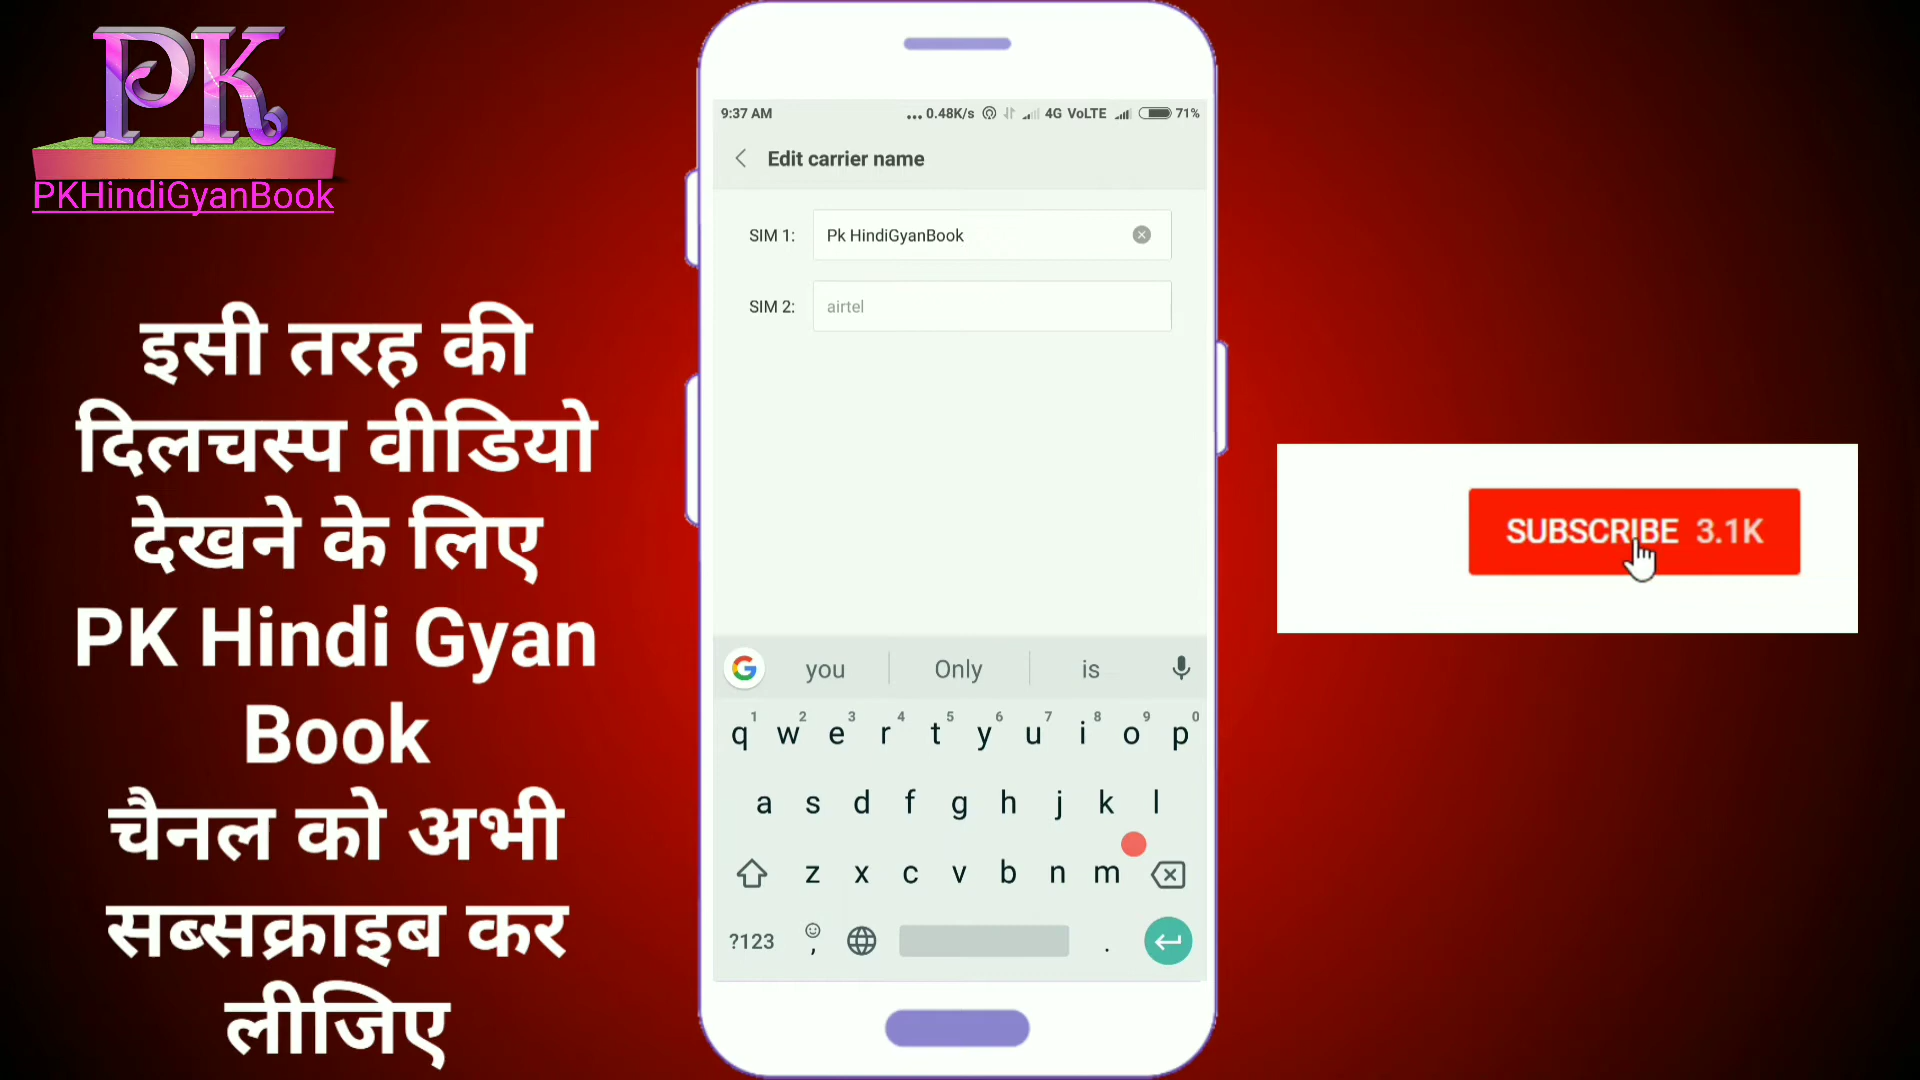 PK
PKHindiGyanBook
इसी तरह की
दिलचस्प वीडियो
देखने के लिए
PK Hindi Gyan
Book
चैनल को अभी
सब्सक्राइब कर
लीजिए
9:37 AM ... 0.48K/s 4G VoLTE 71%
Edit carrier name
SIM 1: Pk HindiGyanBook
SIM 2: airtel
G you Only is
1 2 3 4 5 6 7 8 9 0
q w e r t y u i o p
a s d f g h j k l
z x c v b n m
?123 , .
SUBSCRIBE 3.1K